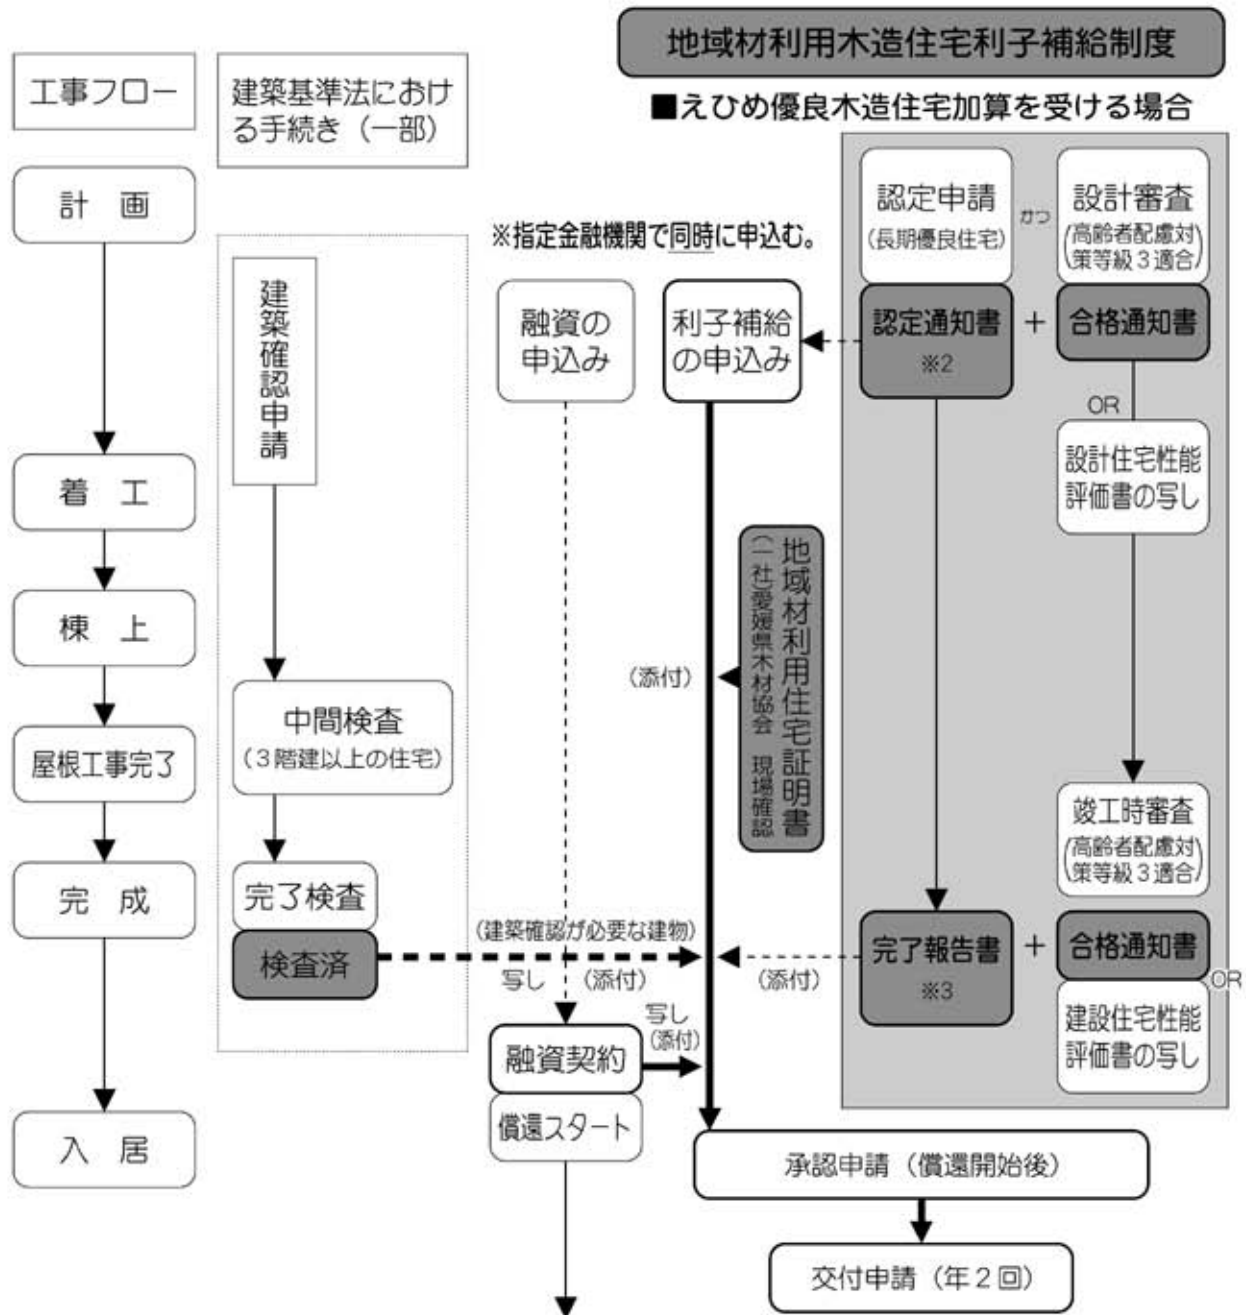 地域材利用木造住宅利子補給制度
■えひめ優良木造住宅加算を受ける場合
工事フロー
建築基準法におけ
る手続き（一部）
計　画
着　工
棟　上
屋根工事完了
完　成
入　居
建築確認申請
中間検査
（３階建以上の住宅）
完了検査
検査済
※指定金融機関で同時に申込む。
融資の
申込み
利子補給
の申込み
認定申請
（長期優良住宅）
かつ
設計審査
（高齢者配慮対
策等級３適合）
認定通知書
※2
+
合格通知書
OR
設計住宅性能
評価書の写し
地域材利用住宅証明書
（一社）愛媛県木材協会　現場確認
（添付）
竣工時審査
（高齢者配慮対
策等級３適合）
（建築確認が必要な建物）
写し　（添付）
（添付）
完了報告書
※3
+
合格通知書
OR
建設住宅性能
評価書の写し
写し
（添付）
融資契約
償還スタート
承認申請（償還開始後）
交付申請（年２回）